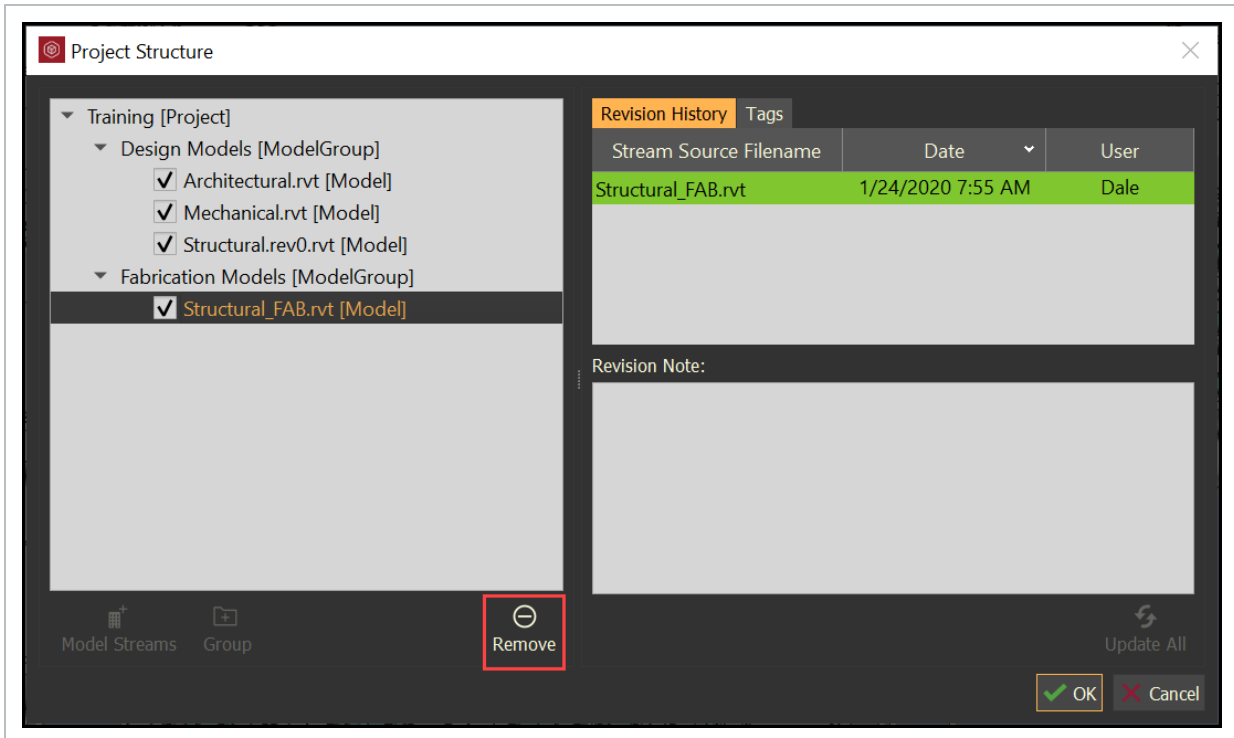 Project Structure
Training [Project]
Design Models [ModelGroup]
Architectural.rvt [Model]
Mechanical.rvt [Model]
Structural.rev0.rvt [Model]
Fabrication Models [ModelGroup]
Structural_FAB.rvt [Model]
Model Streams Group Remove
Revision History Tags
Stream Source Filename Date User
Structural_FAB.rvt 1/24/2020 7:55 AM Dale
Revision Note:
Update All
OK Cancel